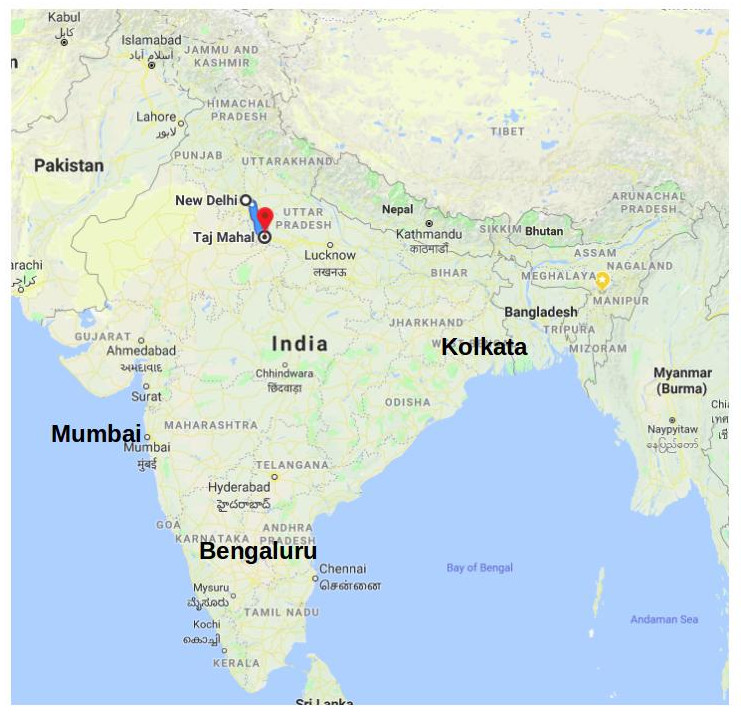 Kabul
کابل
Islamabad
اسلام آباد
JAMMU AND
KASHMIR
HIMACHAL
PRADESH
Lahore
لاہور
TIBET
PUNJAB
UTTARAKHAND
Pakistan
New Delhi
ARUNACHAL
PRADESH
Nepal
UTTAR
PRADESH
Kathmandu
काठमाडौं
SIKKIM
Bhutan
Taj Mahal
Lucknow
लखनऊ
ASSAM
NAGALAND
BIHAR
MEGHALAYA
arachi
MANIPUR
Bangladesh
JHARKHAND
TRIPURA
GUJARAT
India
Kolkata
MIZORAM
Ahmedabad
અમદાવાદ
Chhindwara
छिंदवाड़ा
Myanmar
(Burma)
Surat
ODISHA
Mumbai
MAHARASHTRA
Mumbai
मुंबई
Naypyitaw
နေပြည်တော်
TELANGANA
Hyderabad
హైదరాబాద్
GOA
KARNATAKA
ANDHRA
PRADESH
Bengaluru
Chennai
சென்னை
Bay of Bengal
Mysuru
ಮೈಸೂರು
TAMIL NADU
Andaman Sea
Kochi
കൊച്ചി
KERALA
Sri Lanka